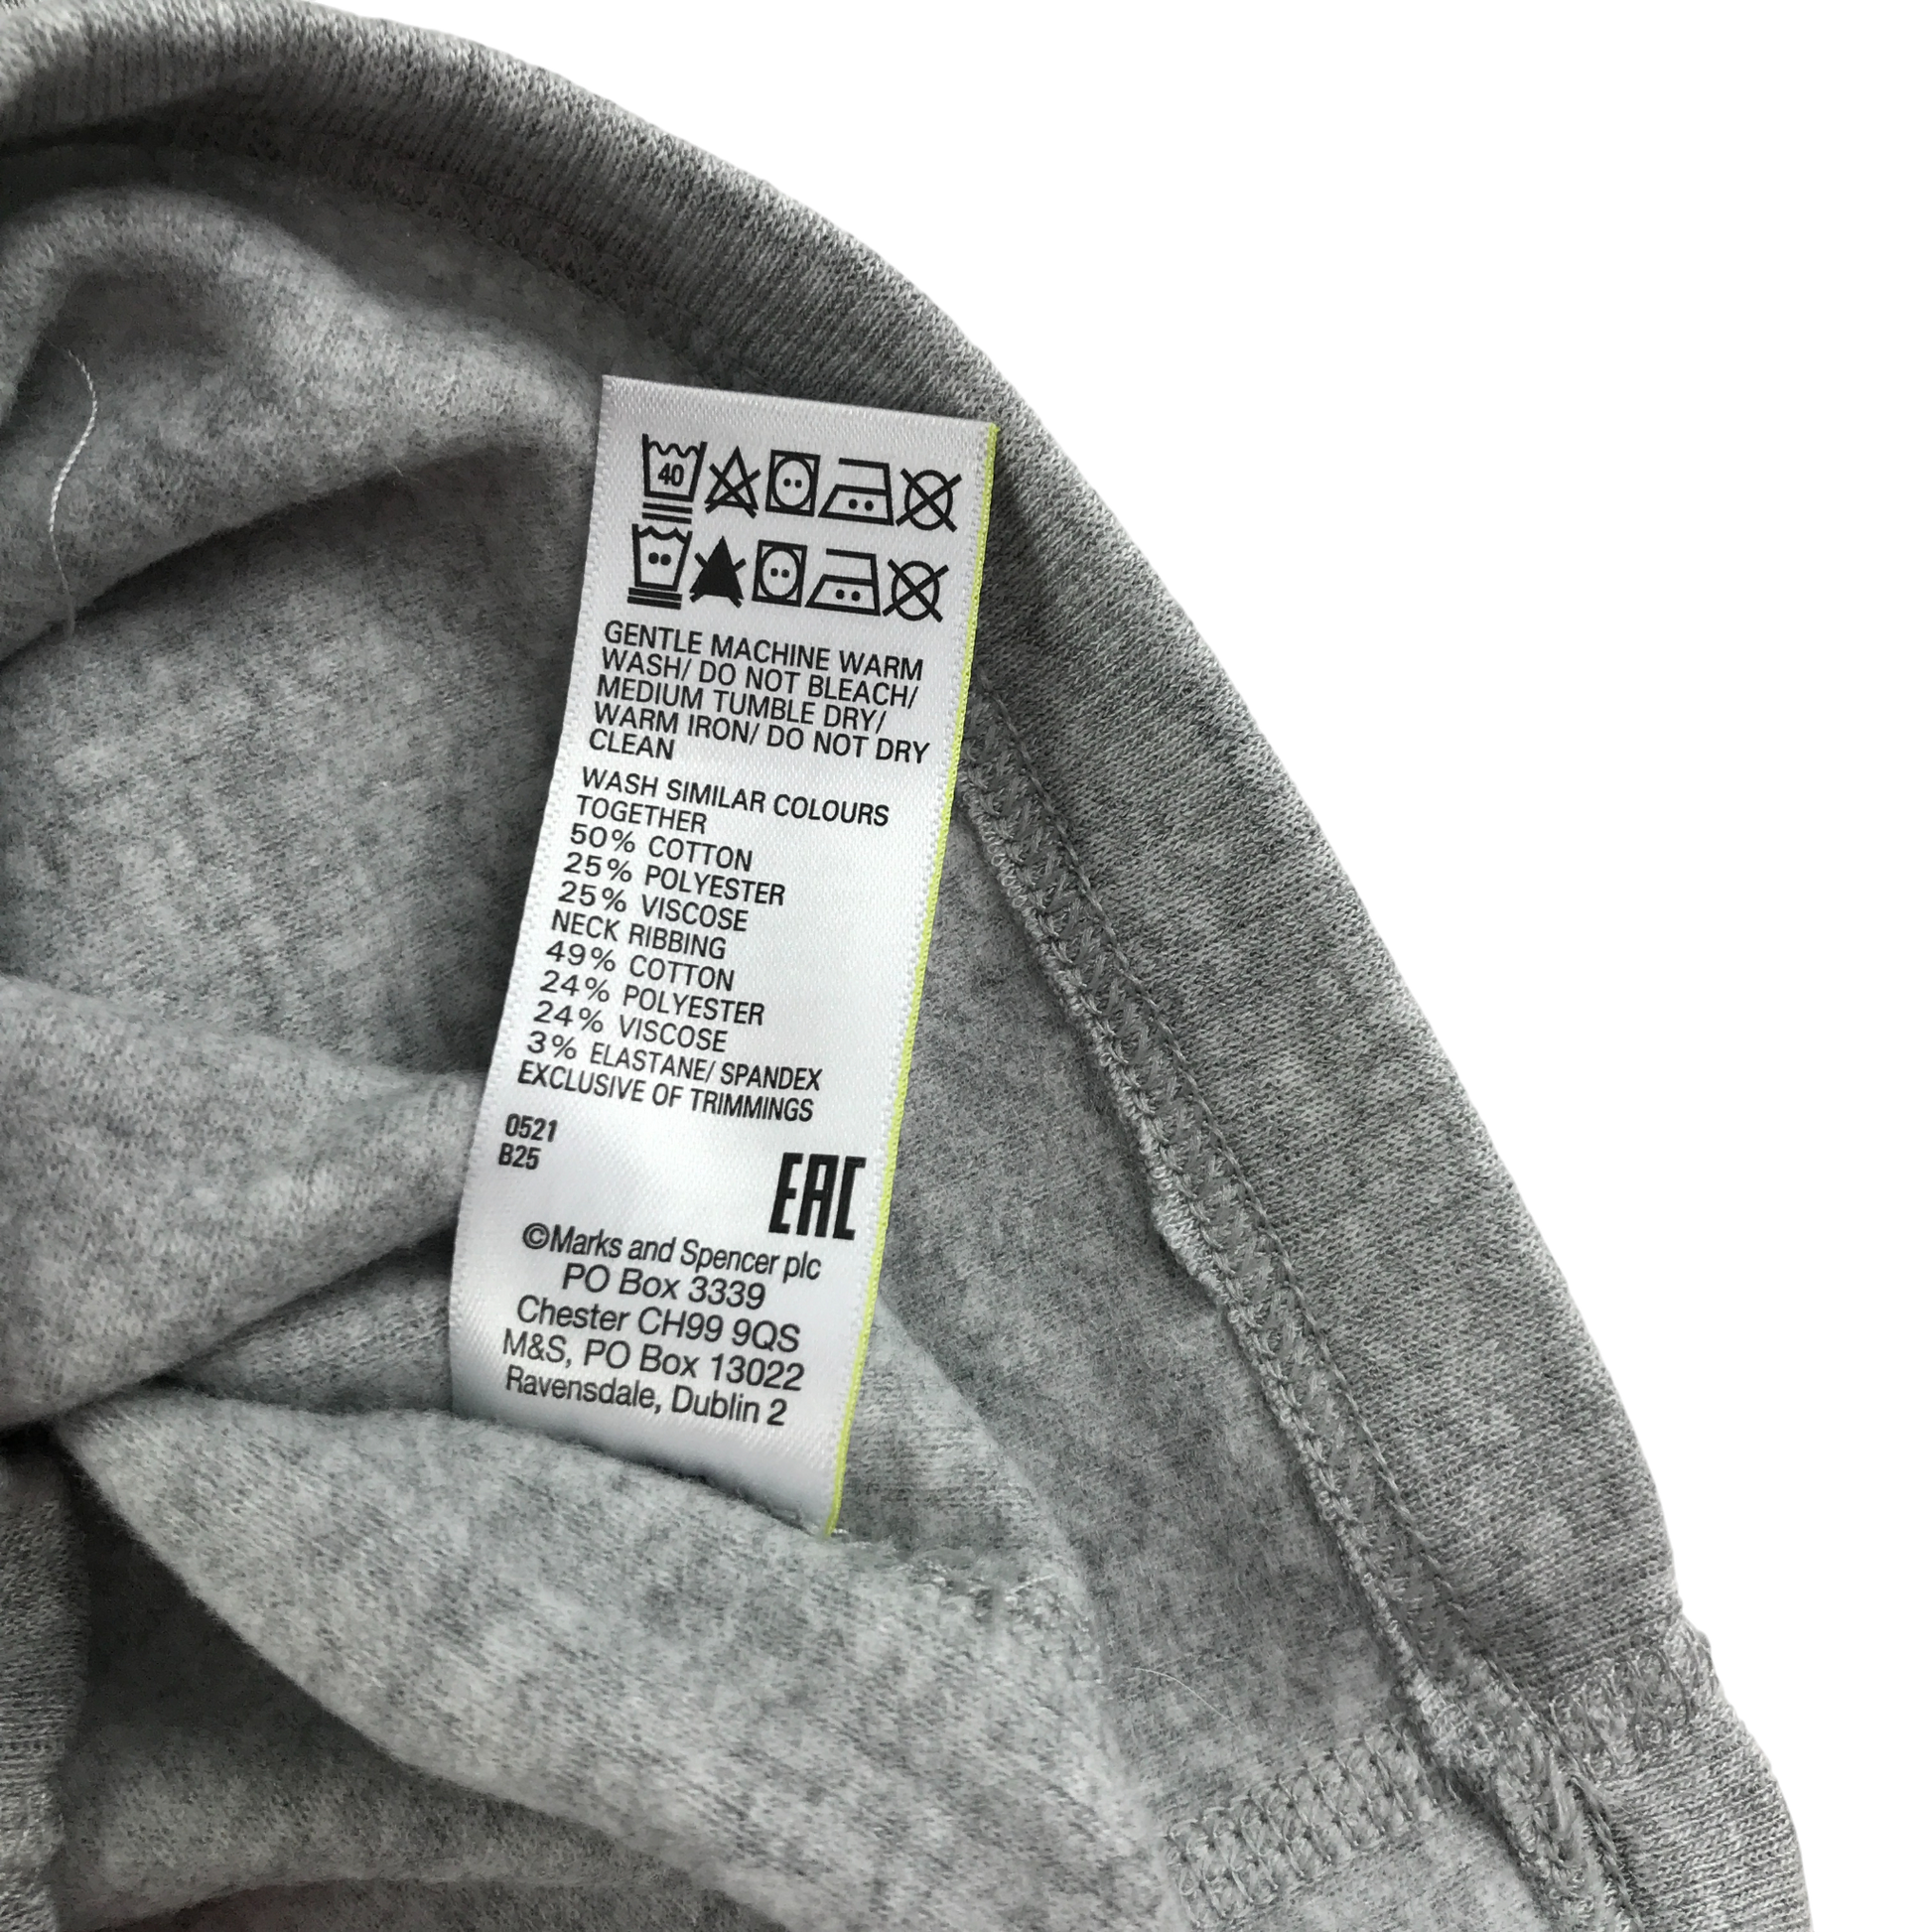 40
GENTLE MACHINE WARM
WASH/ DO NOT BLEACH/
MEDIUM TUMBLE DRY/
WARM IRON/ DO NOT DRY
CLEAN
WASH SIMILAR COLOURS
TOGETHER
50% COTTON
25% POLYESTER
25% VISCOSE
NECK RIBBING
49% COTTON
24% POLYESTER
24% VISCOSE
3% ELASTANE/ SPANDEX
EXCLUSIVE OF TRIMMINGS
0521
B25
EAC
©Marks and Spencer plc
PO Box 3339
Chester CH99 9QS
M&S, PO Box 13022
Ravensdale, Dublin 2